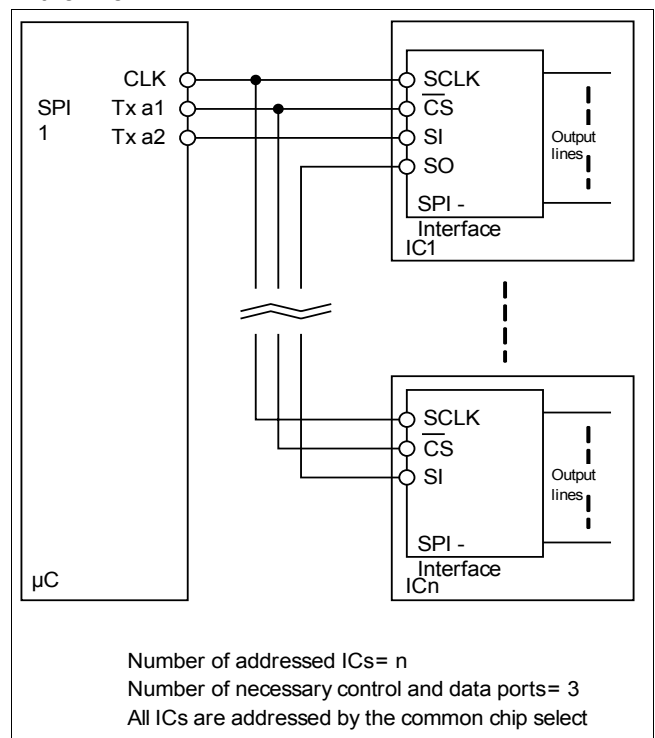 SPI
1
CLK
Tx a1
Tx a2
µC
SCLK
CS
SI
SO
SPI -
Interface
IC1
Output
lines
SCLK
CS
SI
SPI -
Interface
ICn
Output
lines
Number of addressed ICs= n
Number of necessary control and data ports= 3
All ICs are addressed by the common chip select